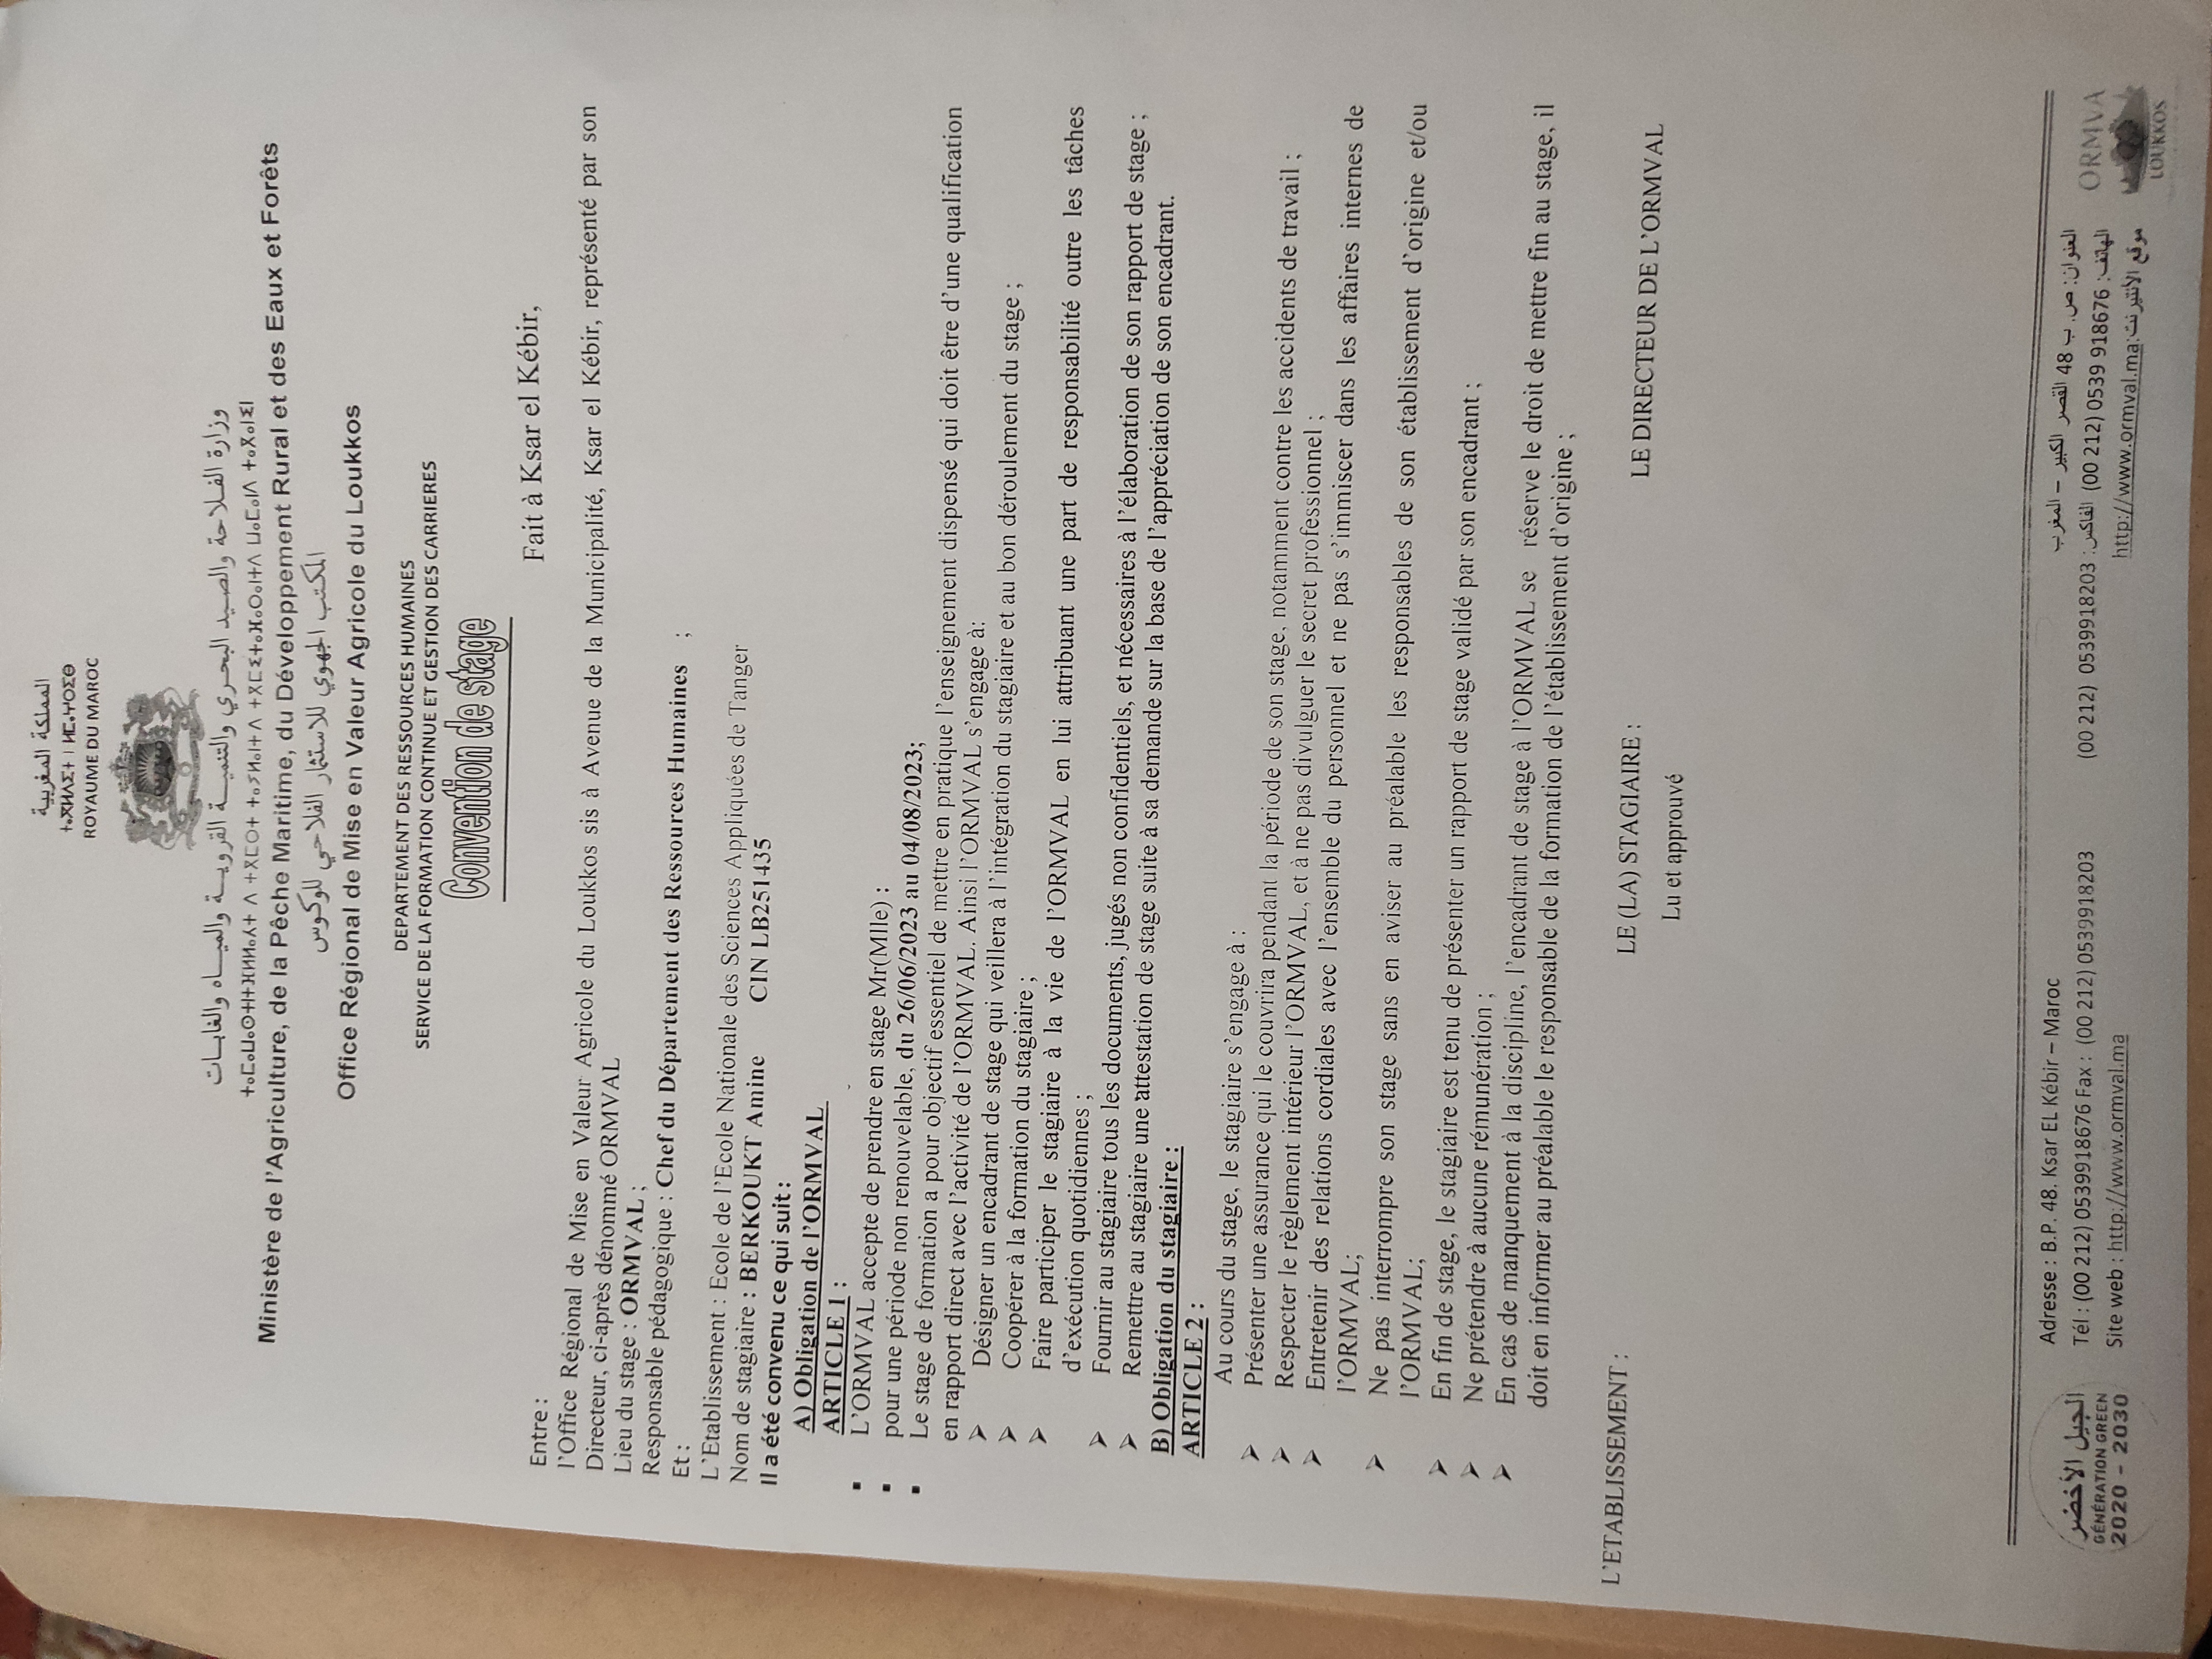 المملكة المغربية
ⵜⴰⴳⵍⴷⵉⵜ ⵏ ⵍⵎⴰⵖⵔⵉⴱ
ROYAUME DU MAROC
وزارة الفلاحة والصيد البحري والتنمية القروية والمياه والغابات
Ministère de l'Agriculture, de la Pêche Maritime, du Développement Rural et des Eaux et Forêts
المكتب الجهوي للاستثمار الفلاحي للوكوس
Office Régional de Mise en Valeur Agricole du Loukkos
DEPARTEMENT DES RESSOURCES HUMAINES
SERVICE DE LA FORMATION CONTINUE ET GESTION DES CARRIERES
Convention de stage
Fait à Ksar el Kébir,
Entre :
l'Office Régional de Mise en Valeur Agricole du Loukkos sis à Avenue de la Municipalité, Ksar el Kébir, représenté par son
Directeur, ci-après dénommé ORMVAL
Lieu du stage : ORMVAL ;
Responsable pédagogique : Chef du Département des Ressources Humaines ;
Et :
L'Etablissement : Ecole de l'Ecole Nationale des Sciences Appliquées de Tanger
Nom de stagiaire : BERKOUKT Amine CIN LB251435
Il a été convenu ce qui suit :
A) Obligation de l'ORMVAL
ARTICLE 1 :
▪ L'ORMVAL accepte de prendre en stage Mr(Mlle) :
▪ pour une période non renouvelable, du 26/06/2023 au 04/08/2023;
▪ Le stage de formation a pour objectif essentiel de mettre en pratique l'enseignement dispensé qui doit être d'une qualification
en rapport direct avec l'activité de l'ORMVAL. Ainsi l'ORMVAL s'engage à:
➢ Désigner un encadrant de stage qui veillera à l'intégration du stagiaire et au bon déroulement du stage ;
➢ Coopérer à la formation du stagiaire ;
➢ Faire participer le stagiaire à la vie de l'ORMVAL en lui attribuant une part de responsabilité outre les tâches
d'exécution quotidiennes ;
➢ Fournir au stagiaire tous les documents, jugés non confidentiels, et nécessaires à l'élaboration de son rapport de stage ;
➢ Remettre au stagiaire une attestation de stage suite à sa demande sur la base de l'appréciation de son encadrant.
B) Obligation du stagiaire :
ARTICLE 2 :
Au cours du stage, le stagiaire s'engage à :
➢ Présenter une assurance qui le couvrira pendant la période de son stage, notamment contre les accidents de travail ;
➢ Respecter le règlement intérieur l'ORMVAL, et à ne pas divulguer le secret professionnel ;
➢ Entretenir des relations cordiales avec l'ensemble du personnel et ne pas s'immiscer dans les affaires internes de
l'ORMVAL;
➢ Ne pas interrompre son stage sans en aviser au préalable les responsables de son établissement d'origine et/ou
l'ORMVAL;
➢ En fin de stage, le stagiaire est tenu de présenter un rapport de stage validé par son encadrant ;
➢ Ne prétendre à aucune rémunération ;
➢ En cas de manquement à la discipline, l'encadrant de stage à l'ORMVAL se réserve le droit de mettre fin au stage, il
doit en informer au préalable le responsable de la formation de l'établissement d'origine ;
L'ETABLISSEMENT :
LE (LA) STAGIAIRE :
LE DIRECTEUR DE L'ORMVAL
Lu et approuvé
الجيل الأخضر
GÉNÉRATION GREEN
2020 - 2030
Adresse : B.P. 48. Ksar EL Kébir – Maroc
Tél : (00 212) 0539918676 Fax : (00 212) 0539918203
Site web : http://www.ormval.ma
العنوان: ص. ب 48 القصر الكبير – المغرب
الهاتف: 918676 0539 (212 00) الفاكس: 0539918203 (212 00)
موقع الأنتيرنت:http://www.ormval.ma
ORMVA
LOUKKOS